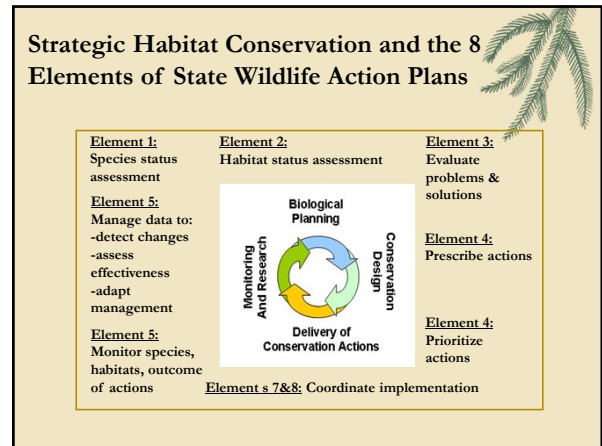 Strategic Habitat Conservation and the 8
Elements of State Wildlife Action Plans
Element 1:
Species status
assessment
Element 2:
Habitat status assessment
Element 3:
Evaluate
problems &
solutions
Element 5:
Manage data to:
-detect changes
-assess
effectiveness
-adapt
management
Biological
Planning
Monitoring
And Research
Conservation
Design
Delivery of
Conservation Actions
Element 4:
Prescribe actions
Element 5:
Monitor species,
habitats, outcome
of actions
Element 4:
Prioritize
actions
Element s 7&8: Coordinate implementation